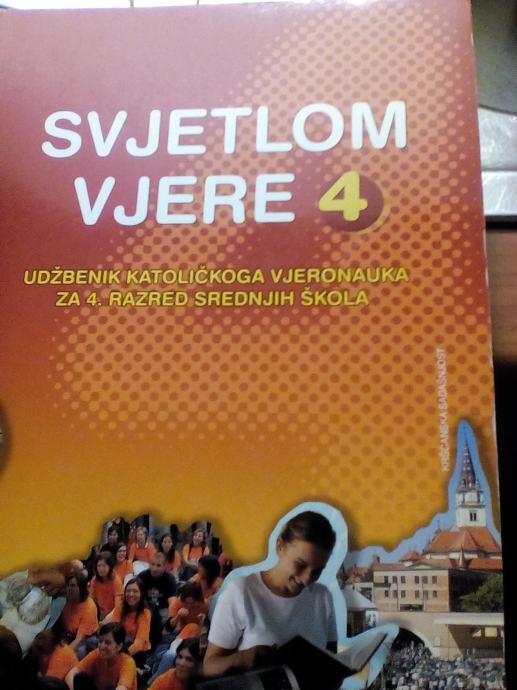 SVJETLOM
VJERE 4
UDŽBENIK KATOLIČKOGA VJERONAUKA
ZA 4. RAZRED SREDNJIH ŠKOLA
KRŠĆANSKA SADAŠNJOST